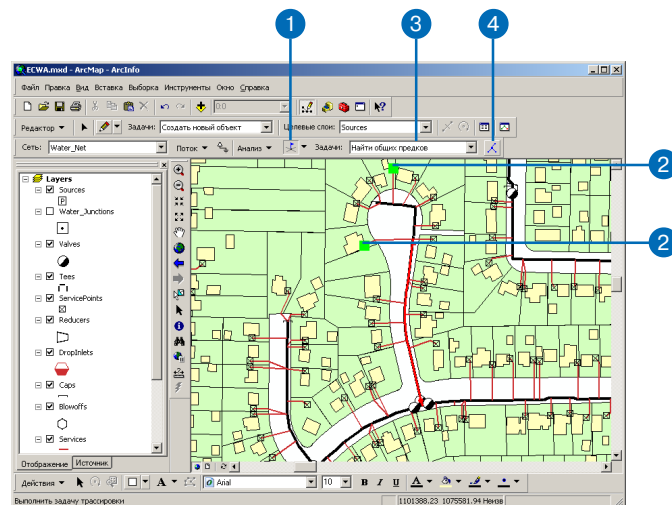 1
3
4
ECWA.mxd - ArcMap - ArcInfo
Файл Правка Вид Вставка Выборка Инструменты Окно Справка
0:0
Редактор Задачи: Создать новый объект Целевые слои: Sources
Сеть: Water_Net Поток Анализ Задачи: Найти общих предков
2
2
Layers
Sources
P
Water_Junctions
Valves
Tees
ServicePoints
Reducers
DropInlets
Caps
Blowoffs
Services
Отображение Источник
Действия A Arial 10 B I U A
Выполнить задачу трассировки 1101388.23 1075581.94 Неизв